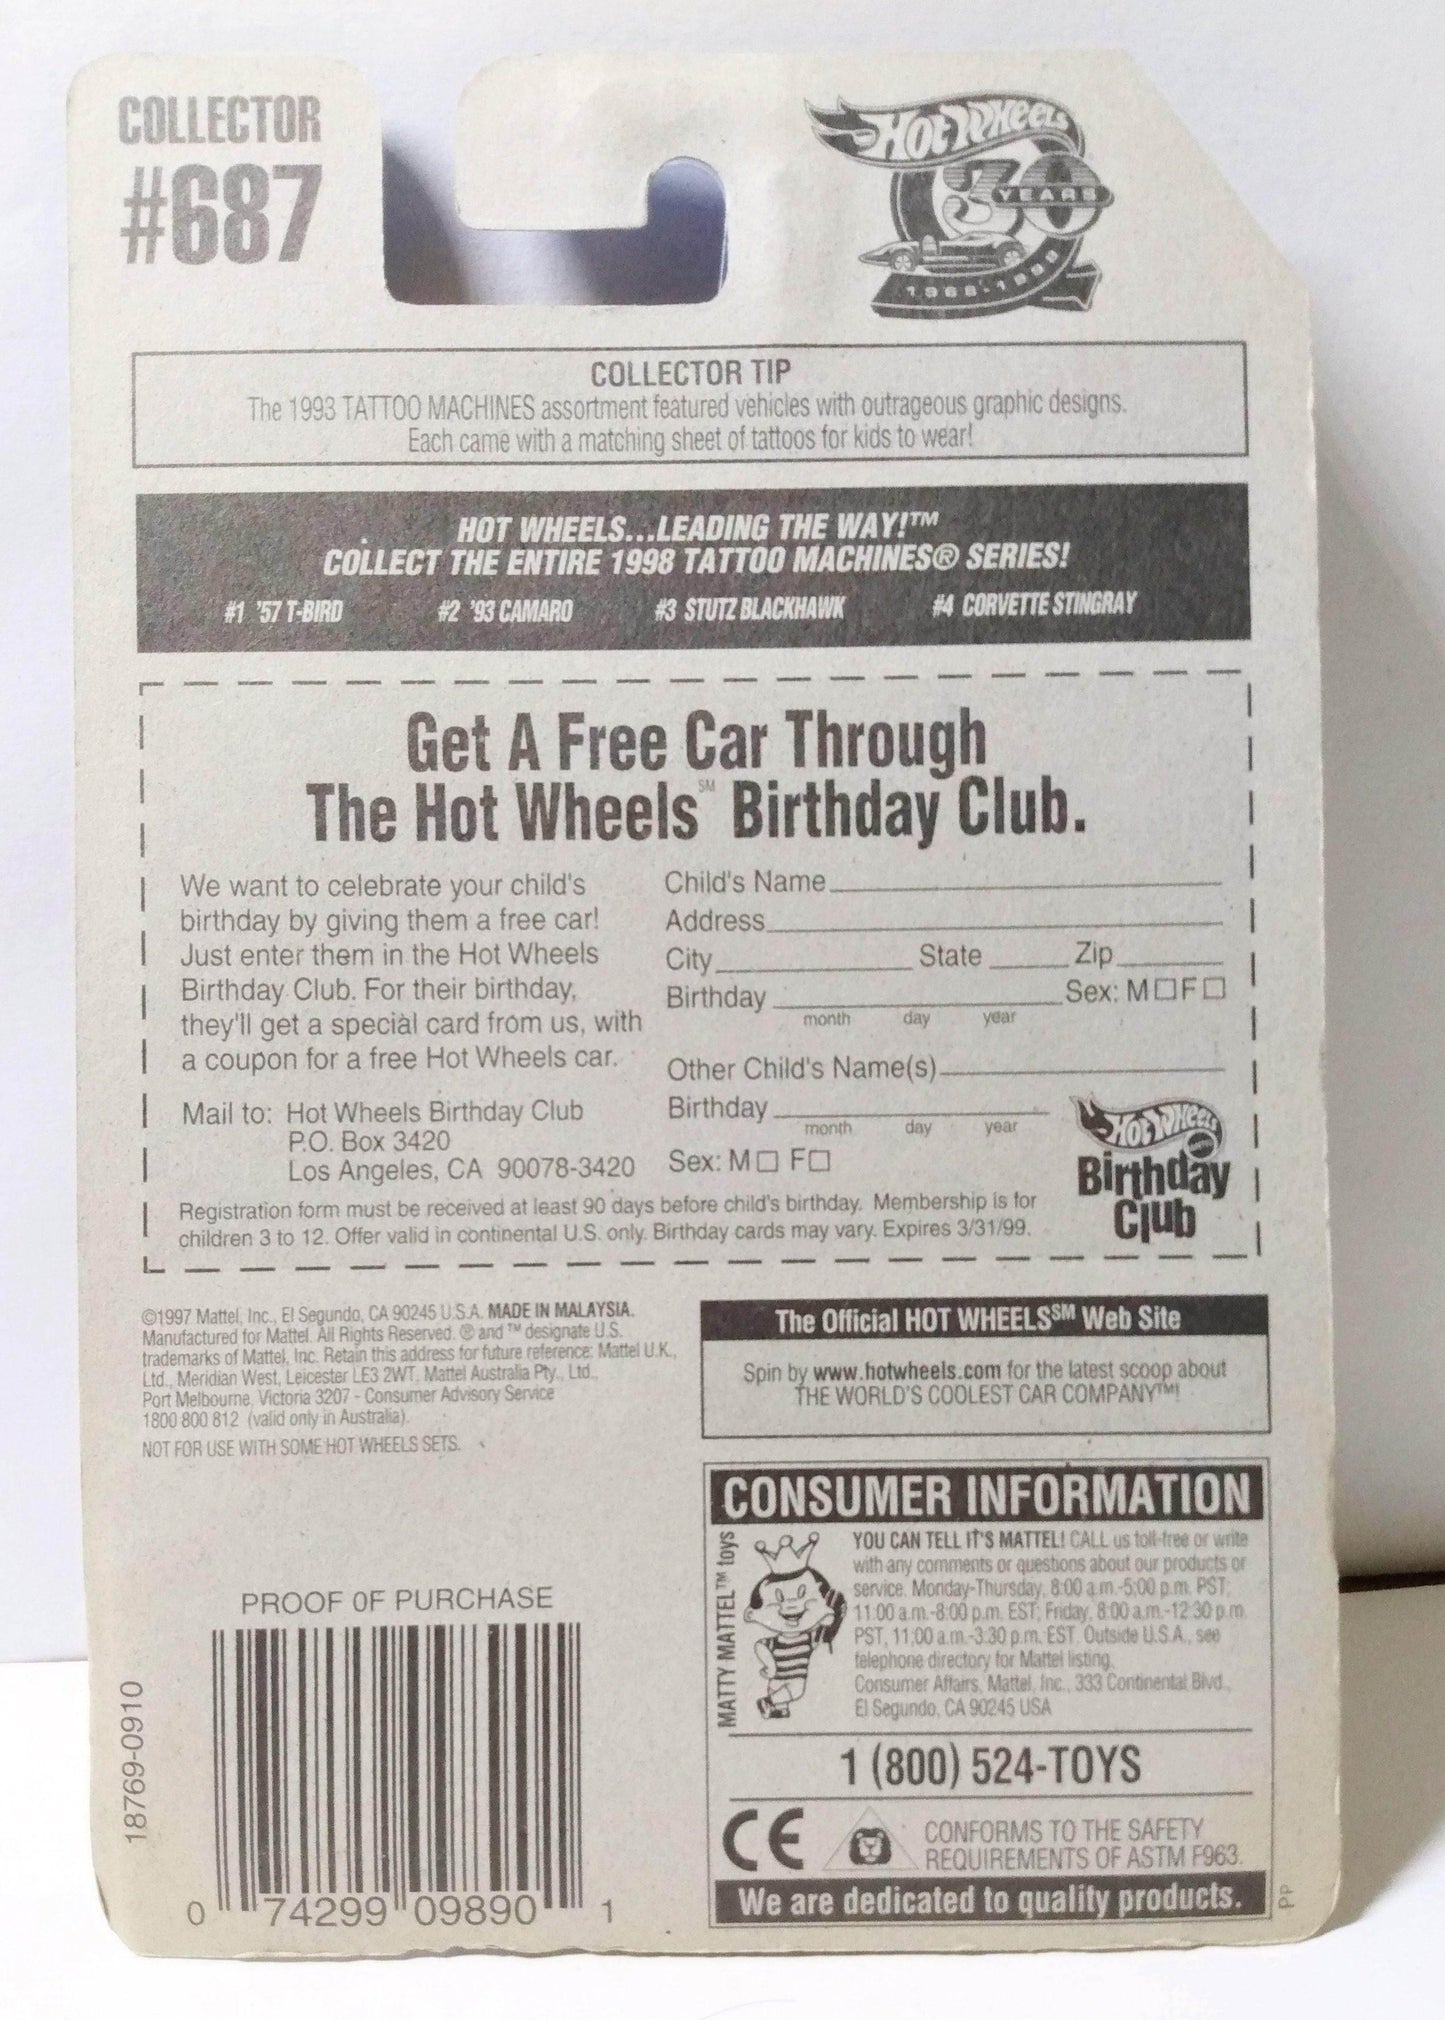 COLLECTOR
#687
HOT WHEELS
30
YEARS
1968-1998
COLLECTOR TIP
The 1993 TATTOO MACHINES assortment featured vehicles with outrageous graphic designs.
Each came with a matching sheet of tattoos for kids to wear!
HOT WHEELS...LEADING THE WAY!™
COLLECT THE ENTIRE 1998 TATTOO MACHINES® SERIES!
#1 '57 T-BIRD #2 '93 CAMARO #3 STUTZ BLACKHAWK #4 CORVETTE STINGRAY
Get A Free Car Through
The Hot Wheels℠ Birthday Club.
We want to celebrate your child's
birthday by giving them a free car!
Just enter them in the Hot Wheels
Birthday Club. For their birthday,
they'll get a special card from us, with
a coupon for a free Hot Wheels car.
Mail to: Hot Wheels Birthday Club
P.O. Box 3420
Los Angeles, CA 90078-3420
Child's Name
Address
City State Zip
Birthday Sex: M☐ F☐
month day year
Other Child's Name(s)
Birthday
month day year
Sex: M☐ F☐
HOT WHEELS
Birthday
Club
Registration form must be received at least 90 days before child's birthday. Membership is for
children 3 to 12. Offer valid in continental U.S. only. Birthday cards may vary. Expires 3/31/99.
©1997 Mattel, Inc., El Segundo, CA 90245 U.S.A. MADE IN MALAYSIA.
Manufactured for Mattel. All Rights Reserved. ® and ™ designate U.S.
trademarks of Mattel, Inc. Retain this address for future reference: Mattel U.K.,
Ltd., Meridian West, Leicester LE3 2WT. Mattel Australia Pty., Ltd.,
Port Melbourne, Victoria 3207 - Consumer Advisory Service
1800 800 812 (valid only in Australia).
NOT FOR USE WITH SOME HOT WHEELS SETS.
The Official HOT WHEELS℠ Web Site
Spin by www.hotwheels.com for the latest scoop about
THE WORLD'S COOLEST CAR COMPANY™!
CONSUMER INFORMATION
MATTY MATTEL™ toys
YOU CAN TELL IT'S MATTEL! CALL us toll-free or write
with any comments or questions about our products or
service. Monday-Thursday, 8:00 a.m.-5:00 p.m. PST;
11:00 a.m.-8:00 p.m. EST; Friday, 8:00 a.m.-12:30 p.m.
PST, 11:00 a.m.-3:30 p.m. EST. Outside U.S.A., see
telephone directory for Mattel listing.
Consumer Affairs, Mattel, Inc., 333 Continental Blvd.,
El Segundo, CA 90245 USA
1 (800) 524-TOYS
CE
CONFORMS TO THE SAFETY
REQUIREMENTS OF ASTM F963.
We are dedicated to quality products.
PP
PROOF OF PURCHASE
18769-0910
0 74299 09890 1